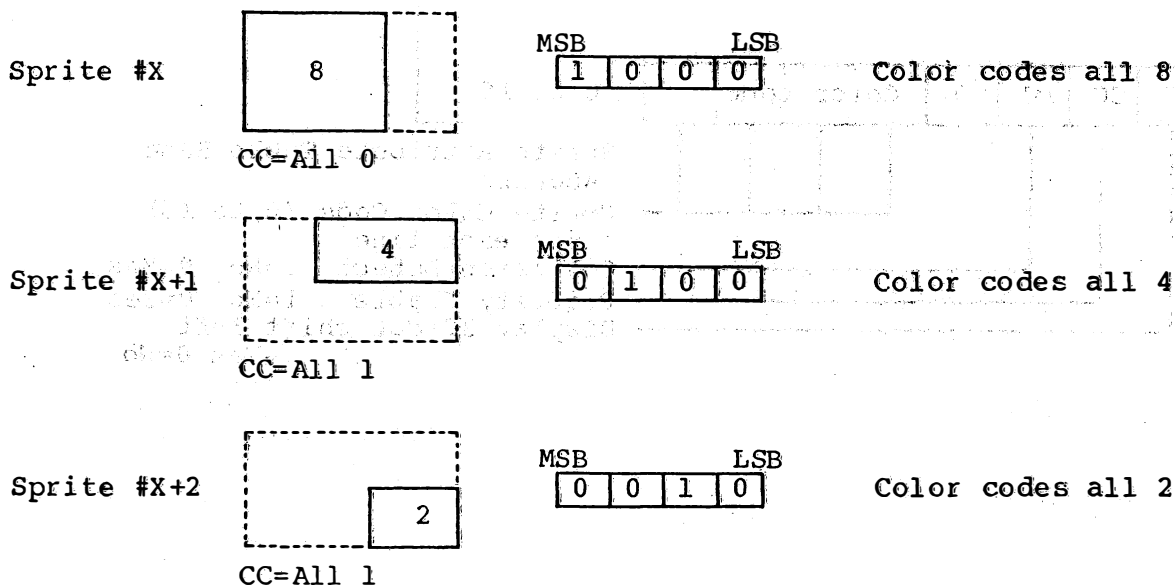 MSB LSB
Sprite #X 8 1 0 0 0 Color codes all 8
CC=All 0
4 MSB LSB
Sprite #X+1 0 1 0 0 Color codes all 4
CC=All 1
MSB LSB
Sprite #X+2 2 0 0 1 0 Color codes all 2
CC=All 1